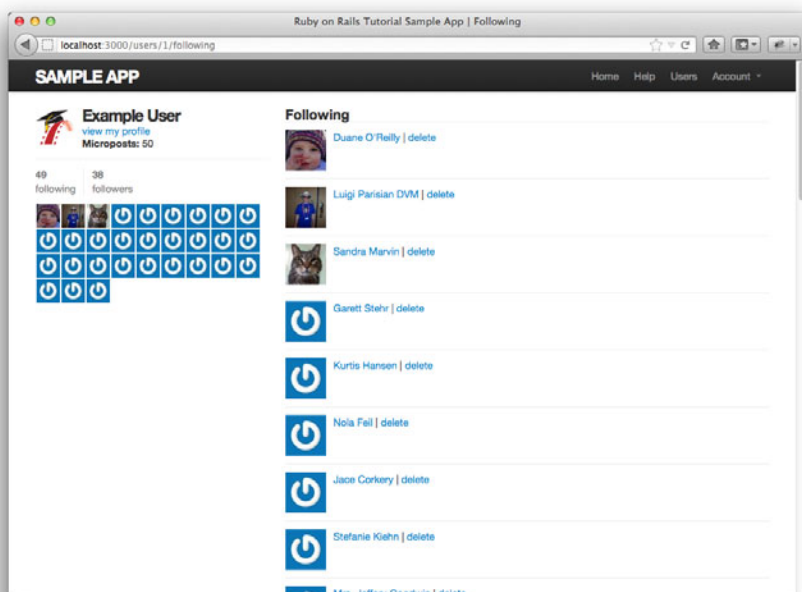 Ruby on Rails Tutorial Sample App | Following
localhost:3000/users/1/following
SAMPLE APP
Home Help Users Account
Example User
view my profile
Microposts: 50
49 following
38 followers
Following
Duane O'Reilly | delete
Luigi Parisian DVM | delete
Sandra Marvin | delete
Garett Stehr | delete
Kurtis Hansen | delete
Nola Feil | delete
Jace Corkery | delete
Stefanie Kiehn | delete